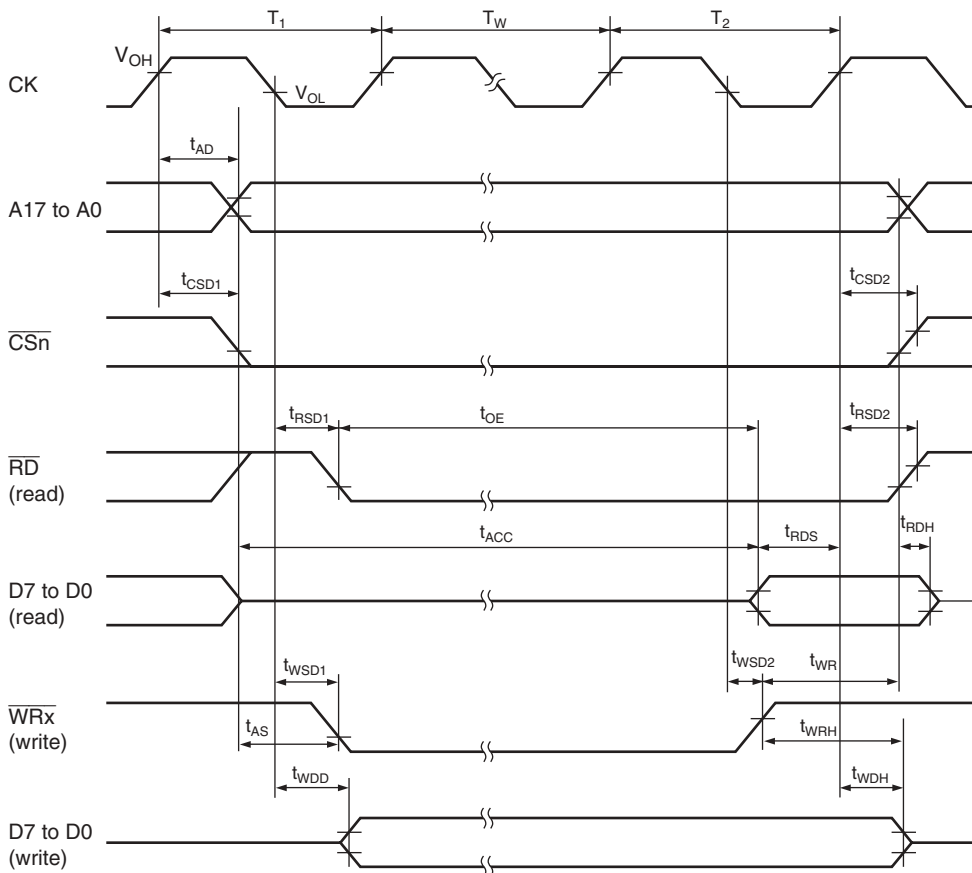 T1 TW T2
VOH
CK
VOL
tAD
A17 to A0
tCSD1 tCSD2
CSn
tRSD1 tOE tRSD2
RD
(read)
tACC tRDS tRDH
D7 to D0
(read)
tWSD1 tWSD2 tWR
WRx
(write)
tAS tWRH
tWDD tWDH
D7 to D0
(write)